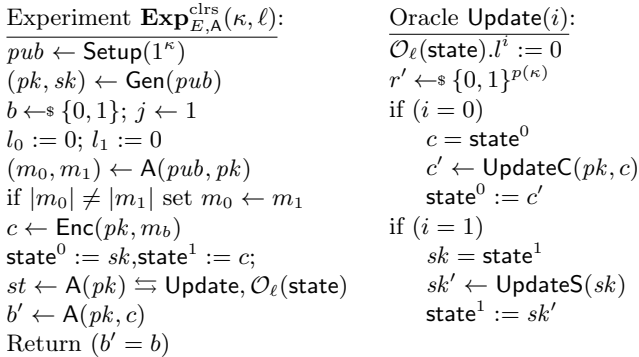 Experiment Exp^{clrs}_{E,A}(κ, ℓ):
pub ← Setup(1^κ)
(pk, sk) ← Gen(pub)
b ←$ {0, 1}; j ← 1
l_0 := 0; l_1 := 0
(m_0, m_1) ← A(pub, pk)
if |m_0| ≠ |m_1| set m_0 ← m_1
c ← Enc(pk, m_b)
state^0 := sk,state^1 := c;
st ← A(pk) ⇆ Update, O_ℓ(state)
b′ ← A(pk, c)
Return (b′ = b)
Oracle Update(i):
O_ℓ(state).l^i := 0
r′ ←$ {0, 1}^{p(κ)}
if (i = 0)
c = state^0
c′ ← UpdateC(pk, c)
state^0 := c′
if (i = 1)
sk = state^1
sk′ ← UpdateS(sk)
state^1 := sk′